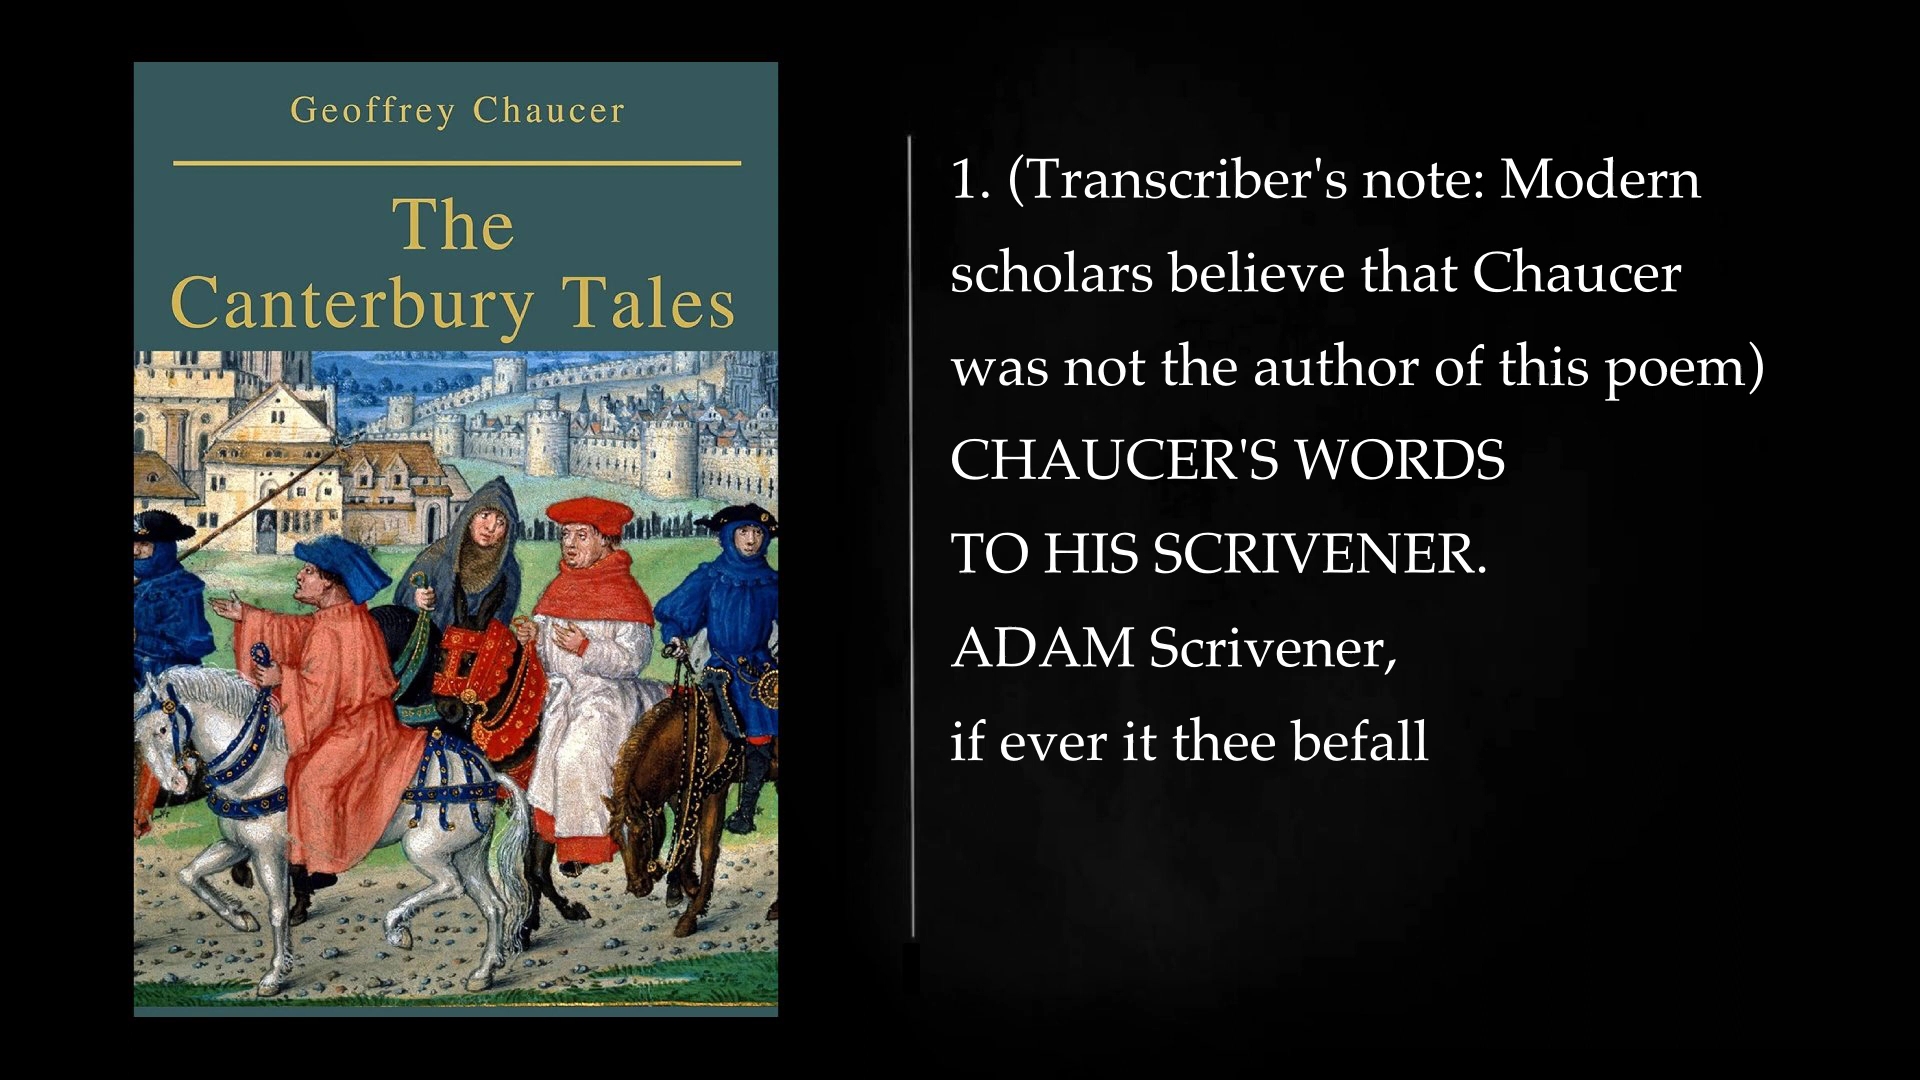 Geoffrey Chaucer
The
Canterbury Tales
1. (Transcriber's note: Modern
scholars believe that Chaucer
was not the author of this poem)
CHAUCER'S WORDS
TO HIS SCRIVENER.
ADAM Scrivener,
if ever it thee befall